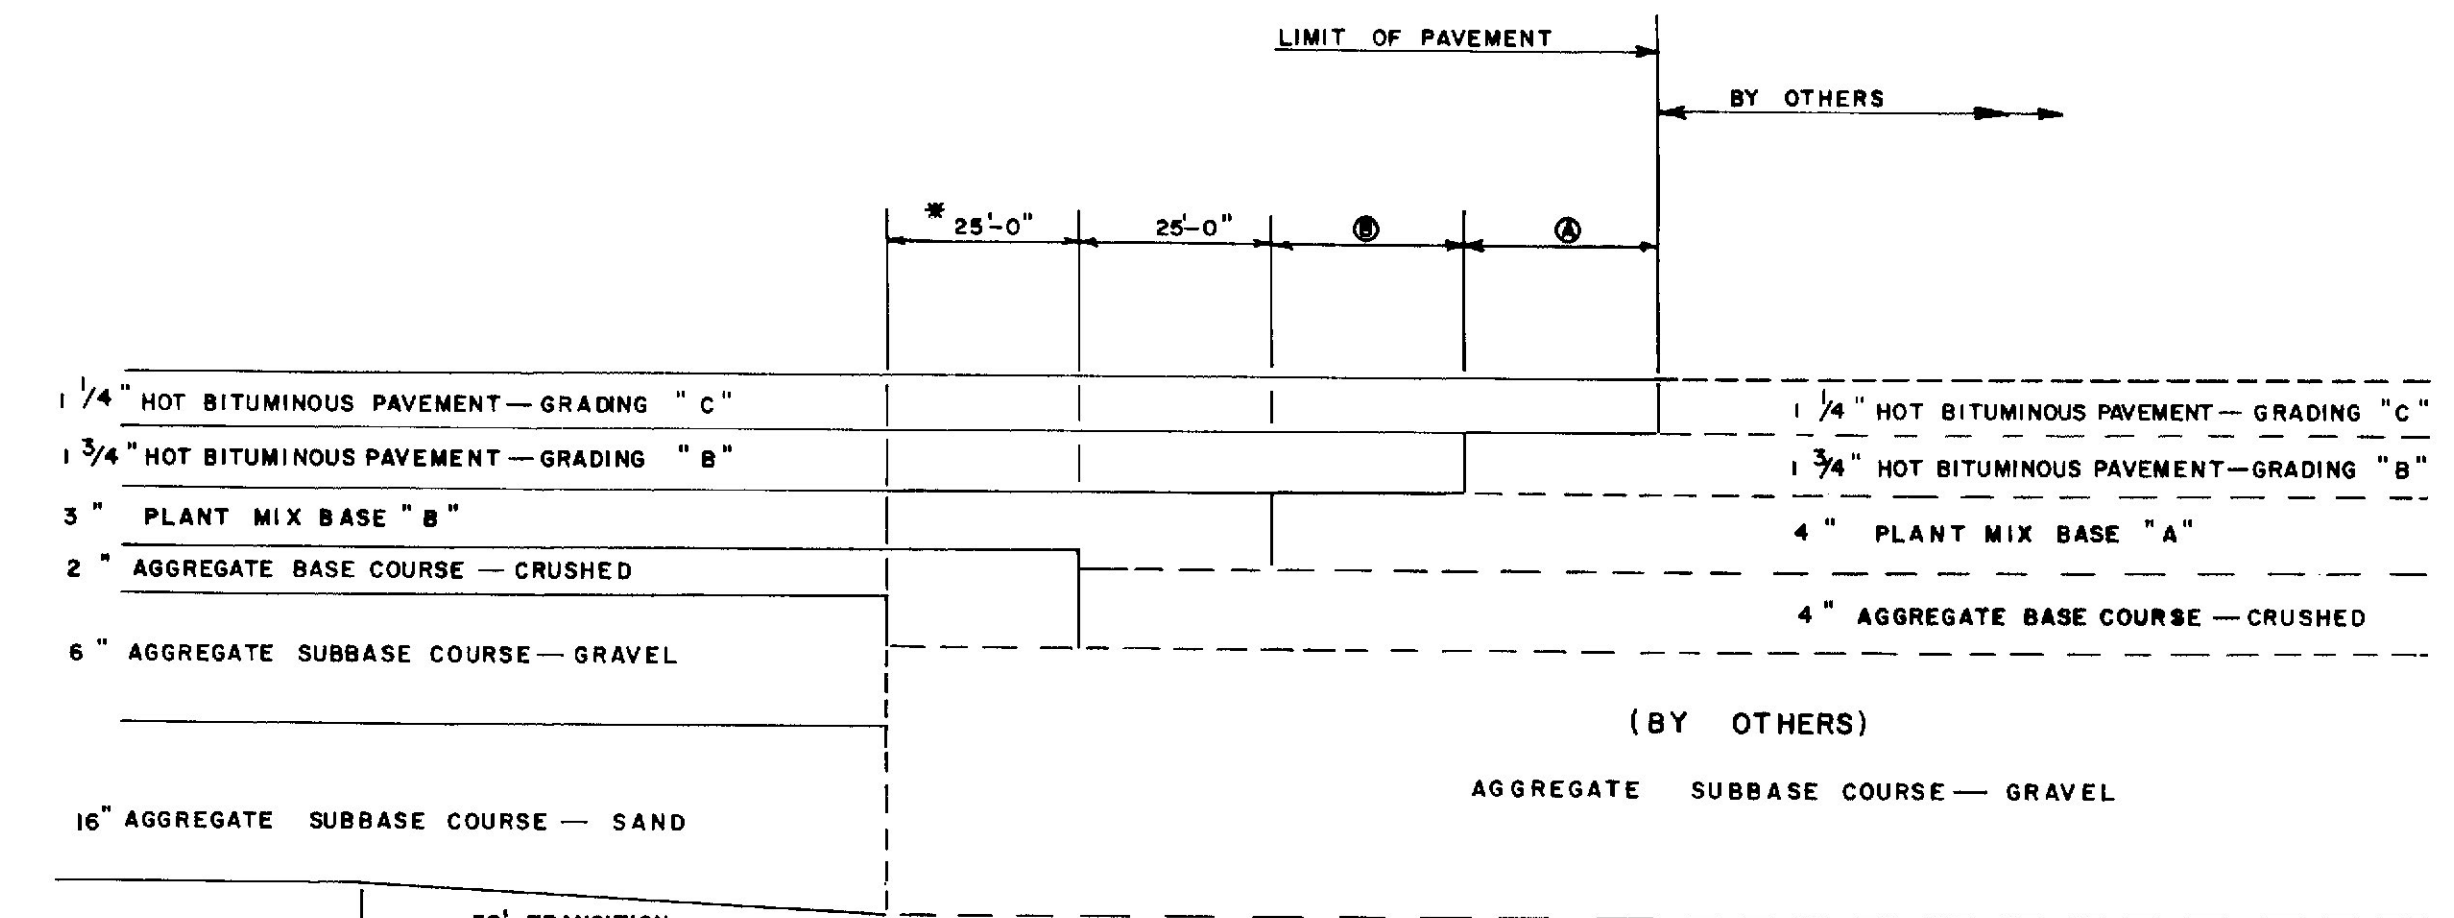 LIMIT OF PAVEMENT
BY OTHERS
* 25'-0" 25'-0" Ⓑ Ⓐ
1 1/4" HOT BITUMINOUS PAVEMENT — GRADING "C"
1 3/4" HOT BITUMINOUS PAVEMENT — GRADING "B"
3" PLANT MIX BASE "B"
2" AGGREGATE BASE COURSE — CRUSHED
6" AGGREGATE SUBBASE COURSE — GRAVEL
16" AGGREGATE SUBBASE COURSE — SAND
TRANSITION
1 1/4" HOT BITUMINOUS PAVEMENT — GRADING "C"
1 3/4" HOT BITUMINOUS PAVEMENT — GRADING "B"
4" PLANT MIX BASE "A"
4" AGGREGATE BASE COURSE — CRUSHED
(BY OTHERS)
AGGREGATE SUBBASE COURSE — GRAVEL